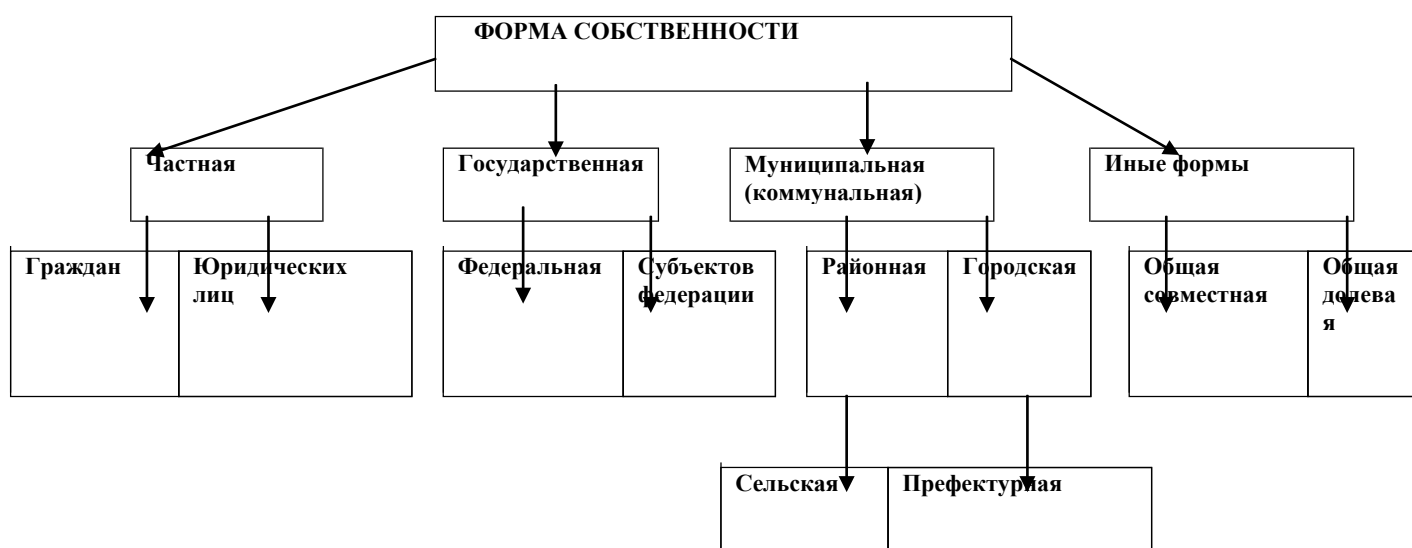 ФОРМА СОБСТВЕННОСТИ
Частная
Государственная
Муниципальная
(коммунальная)
Иные формы
Граждан
Юридических
лиц
Федеральная
Субъектов
федерации
Районная
Городская
Общая
совместная
Общая
долева
я
Сельская
Префектурная